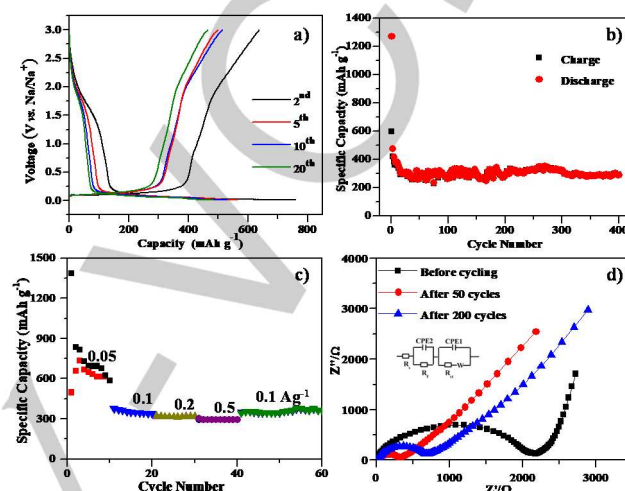 a)
Voltage (V vs. Na/Na+)
3.0
2.5
2.0
1.5
1.0
0.5
0.0
2nd
5th
10th
20th
0 200 400 600 800
Capacity (mAh g-1)
b)
Specific Capacity (mAh g-1)
1400
1200
1000
800
600
400
200
0
Charge
Discharge
0 100 200 300 400
Cycle Number
c)
Specific Capacity (mAh g-1)
1500
1200
900
600
300
0
0.05
0.1
0.2
0.5
0.1 Ag-1
0 10 20 30 40 50 60
Cycle Number
d)
Z''/Ω
4000
3000
2000
1000
0
Before cycling
After 50 cycles
After 200 cycles
CPE2 CPE1
W
0 1000 2000 3000
Z'/Ω